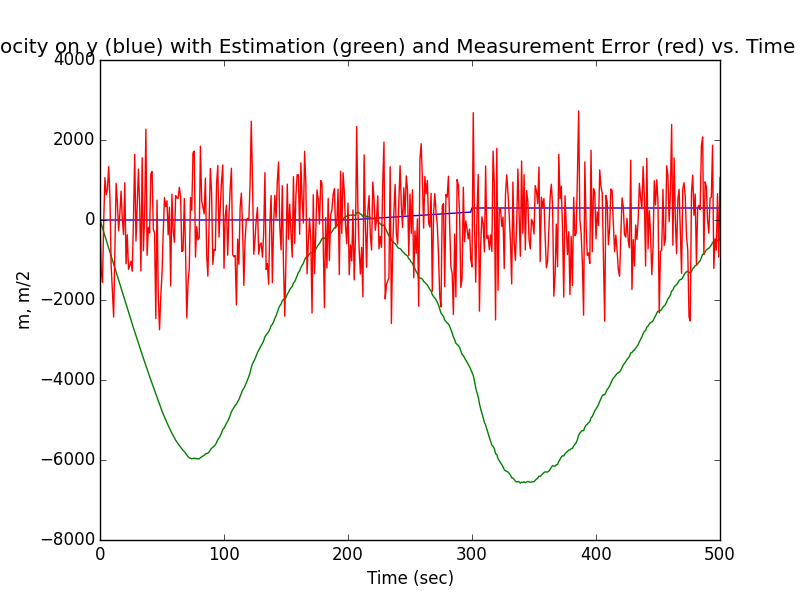 ocity on y (blue) with Estimation (green) and Measurement Error (red) vs. Time
4000
2000
0
−2000
−4000
−6000
−8000
m, m/2
0 100 200 300 400 500
Time (sec)